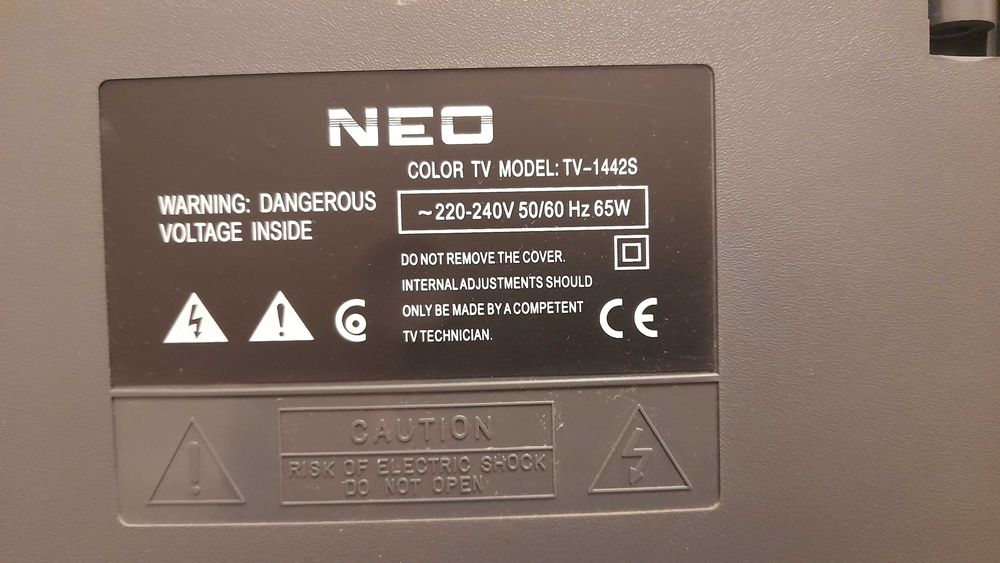 NEO
COLOR TV MODEL: TV-1442S
WARNING: DANGEROUS
VOLTAGE INSIDE
~220-240V 50/60 Hz 65W
DO NOT REMOVE THE COVER.
INTERNAL ADJUSTMENTS SHOULD
ONLY BE MADE BY A COMPETENT
TV TECHNICIAN.
CE
CAUTION
RISK OF ELECTRIC SHOCK
DO NOT OPEN